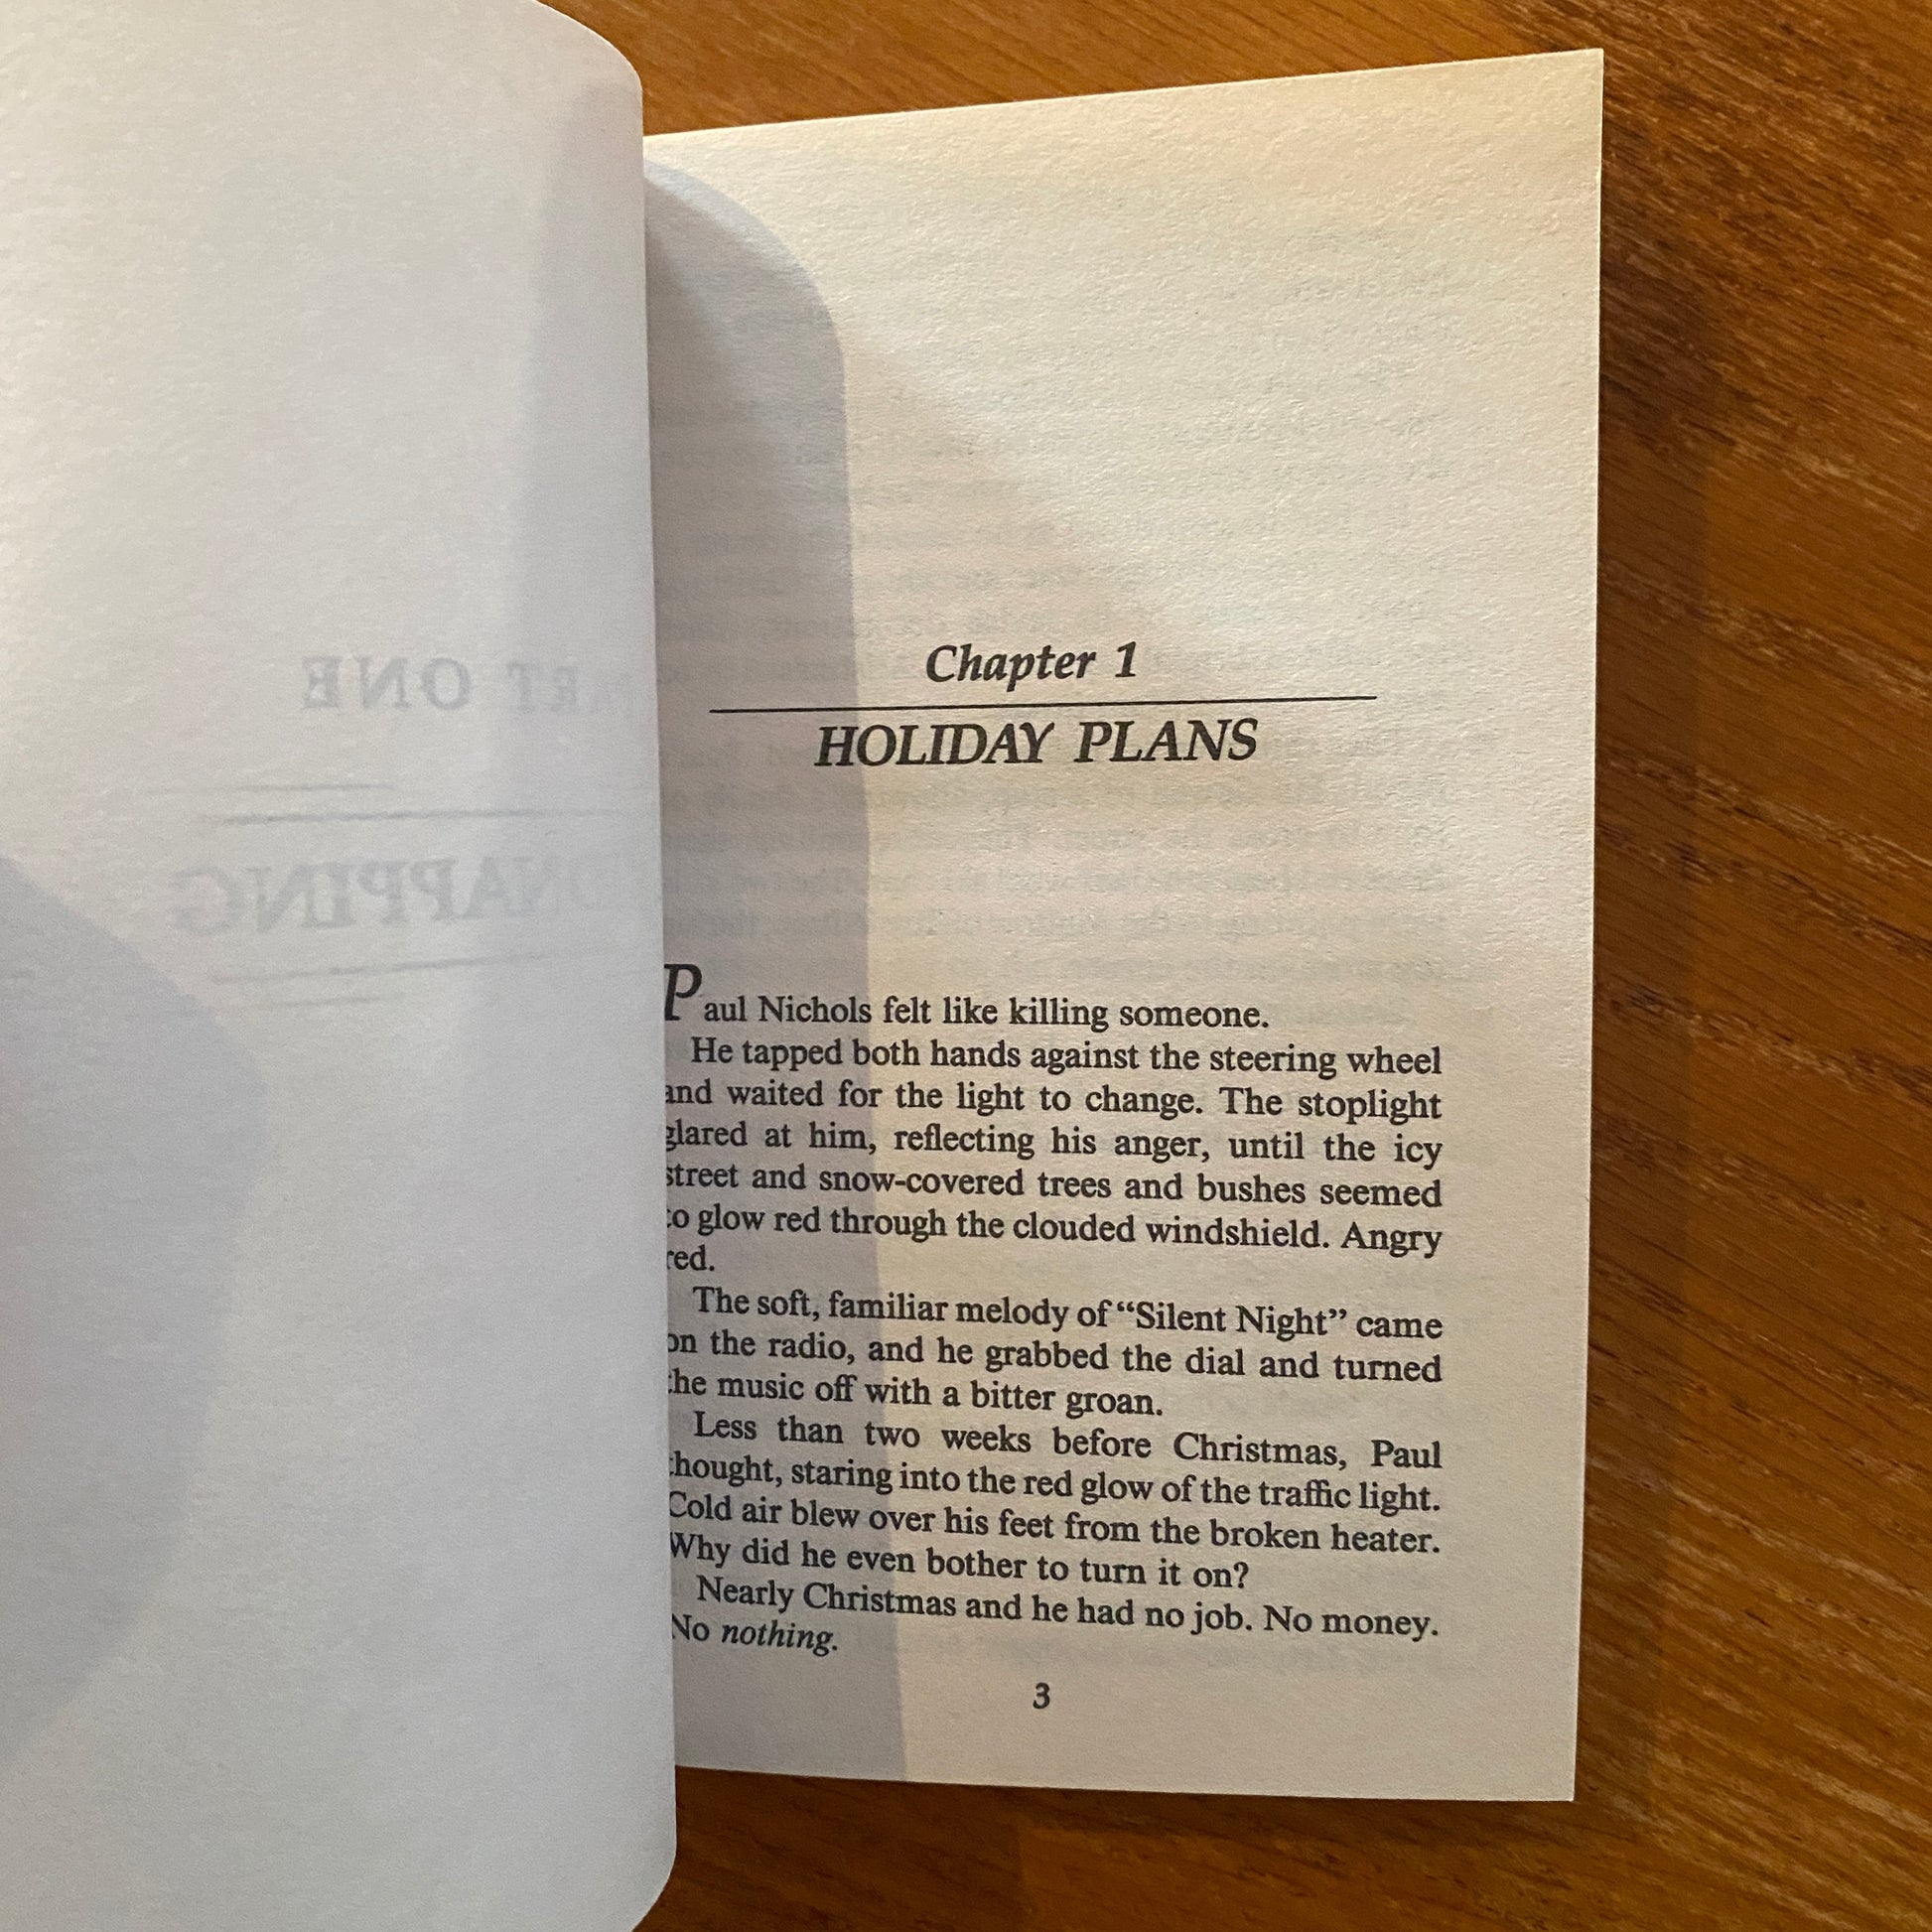 RT ONE
NAPPING
Chapter 1
HOLIDAY PLANS
Paul Nichols felt like killing someone.
He tapped both hands against the steering wheel
and waited for the light to change. The stoplight
glared at him, reflecting his anger, until the icy
street and snow-covered trees and bushes seemed
to glow red through the clouded windshield. Angry
red.
The soft, familiar melody of “Silent Night” came
on the radio, and he grabbed the dial and turned
the music off with a bitter groan.
Less than two weeks before Christmas, Paul
thought, staring into the red glow of the traffic light.
Cold air blew over his feet from the broken heater.
Why did he even bother to turn it on?
Nearly Christmas and he had no job. No money.
No nothing.
3